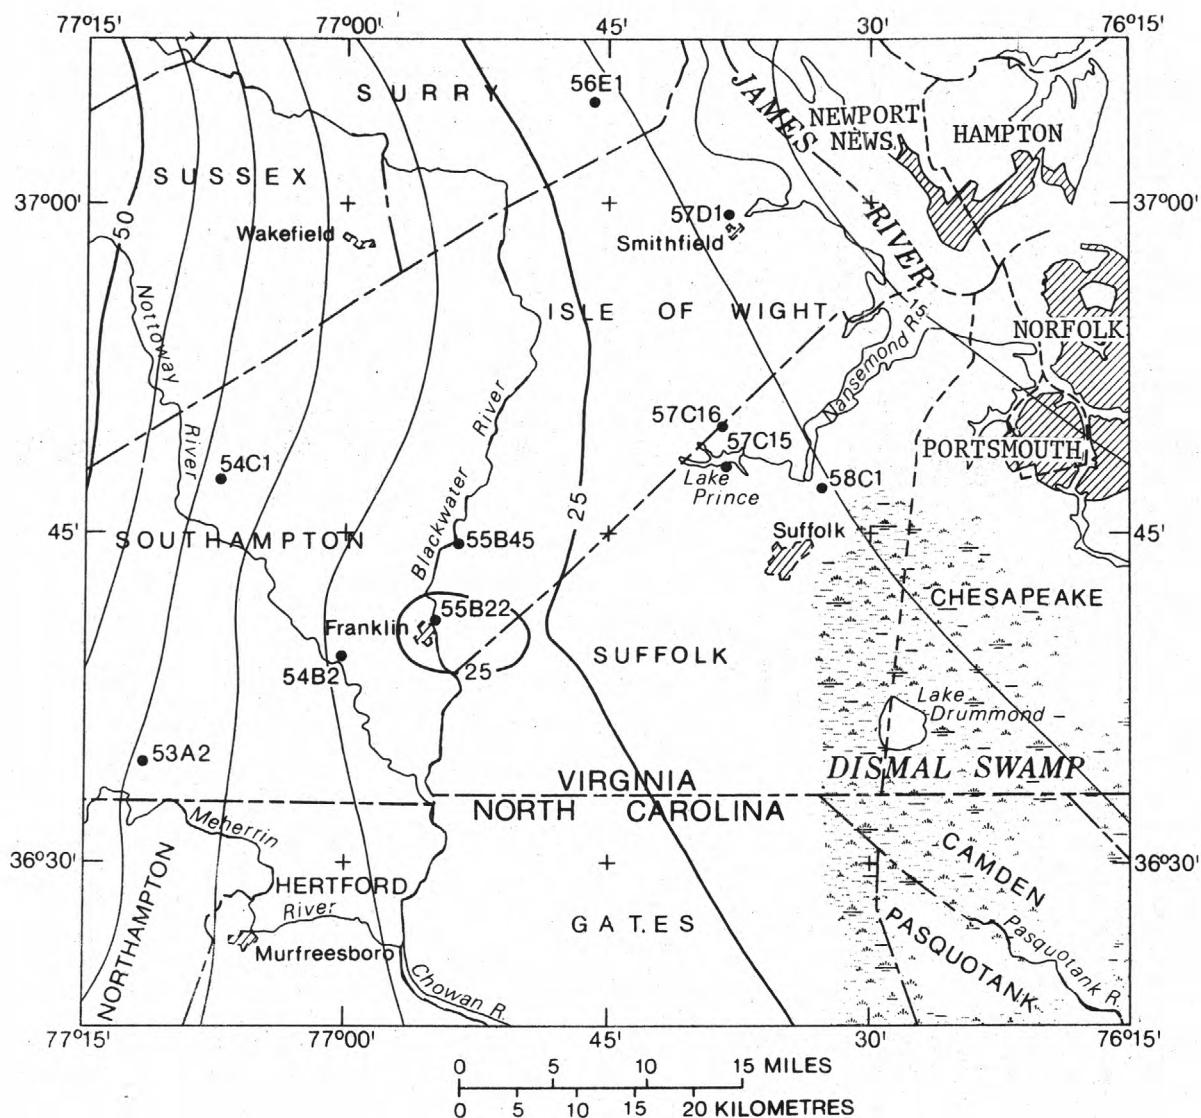 77°15' 77°00' 45' 30' 76°15'
SURRY
56E1
JAMES RIVER
NEWPORT
NEWS
HAMPTON
SUSSEX
37°00'
50
Wakefield
57D1
Smithfield
37°00'
Nottoway River
ISLE OF WIGHT
15
Nansemond R.
NORFOLK
Blackwater River
57C16
57C15
PORTSMOUTH
54C1
Lake
Prince
58C1
25
45'
SOUTHAMPTON
55B45
Suffolk
45'
CHESAPEAKE
55B22
Franklin
SUFFOLK
54B2
25
Lake
Drummond
53A2
VIRGINIA
DISMAL SWAMP
NORTH CAROLINA
Meherrin River
36°30'
CAMDEN
36°30'
NORTHAMPTON
HERTFORD
GATES
PASQUOTANK
Pasquotank R.
Murfreesboro
Chowan R.
77°15' 77°00' 45' 30' 76°15'
0 5 10 15 MILES
0 5 10 15 20 KILOMETRES